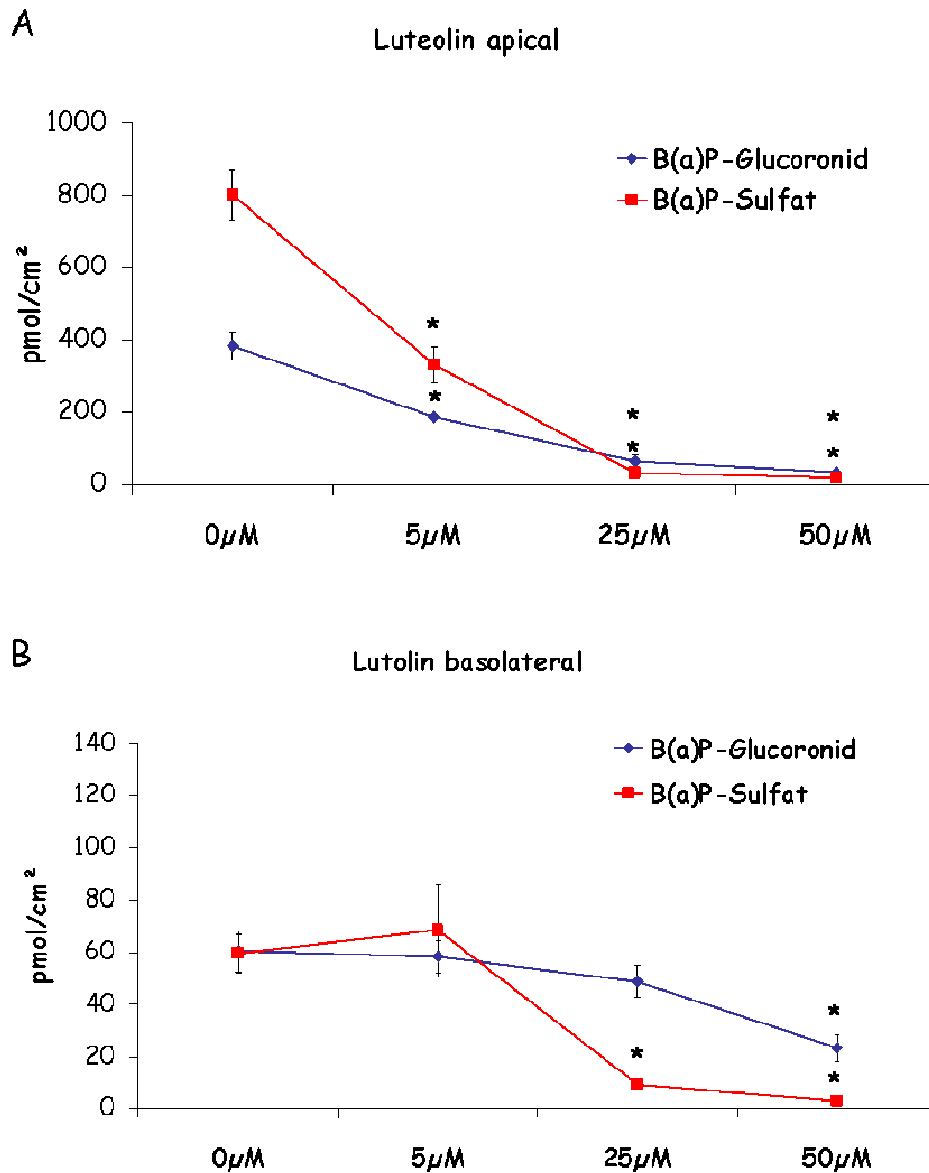 A
Luteolin apical
1000
800
600
400
200
0
pmol/cm²
B(a)P-Glucoronid
B(a)P-Sulfat
*
*
*
*
*
*
0µM 5µM 25µM 50µM
B
Lutolin basolateral
140
120
100
80
60
40
20
0
pmol/cm²
B(a)P-Glucoronid
B(a)P-Sulfat
*
*
*
0µM 5µM 25µM 50µM